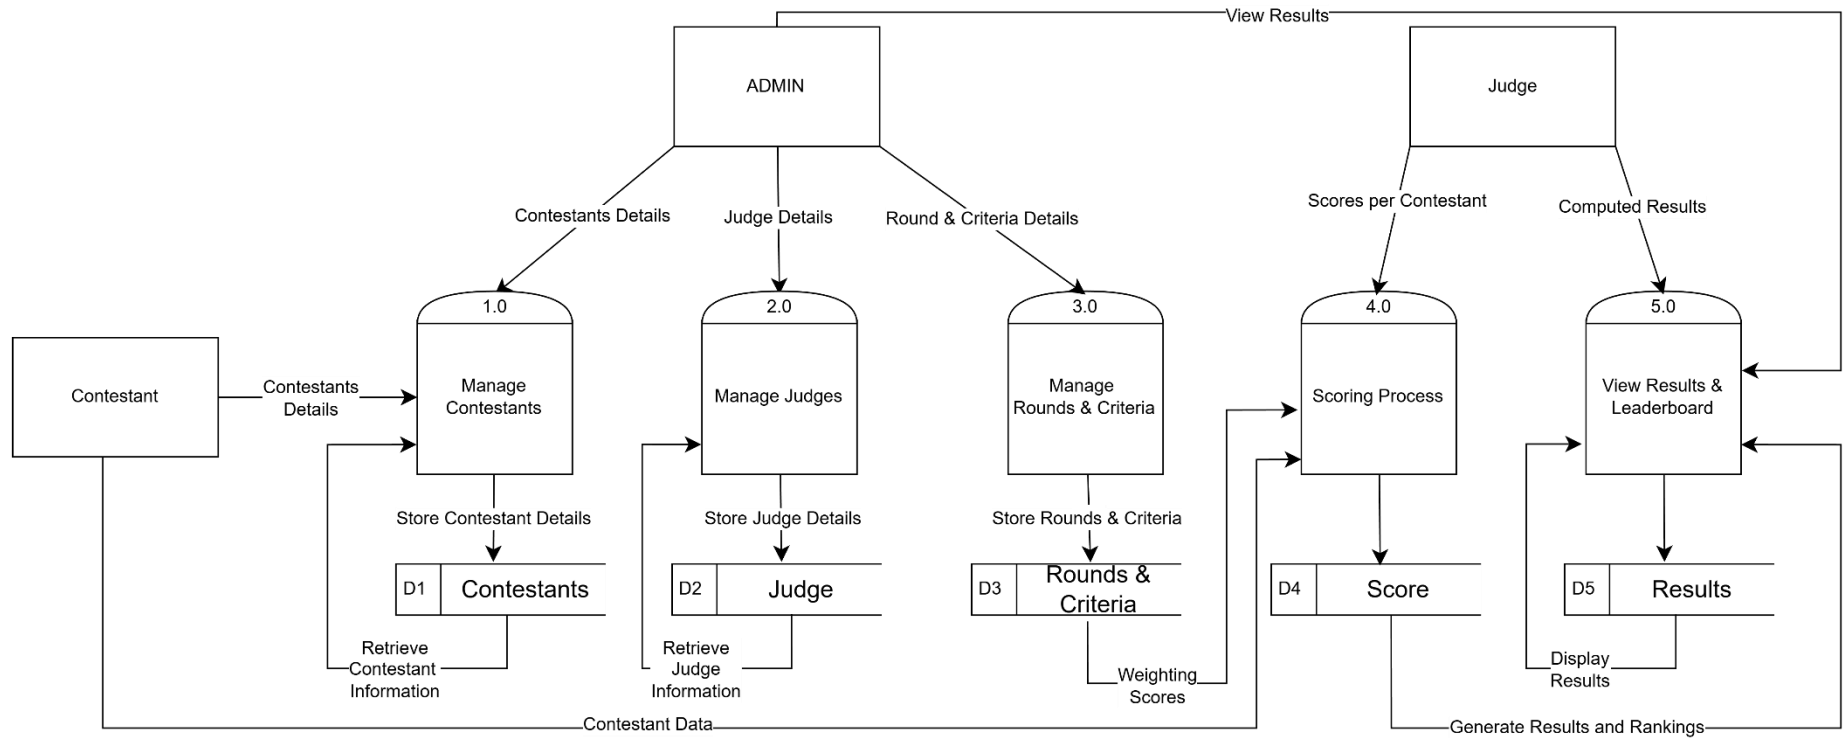 View Results
ADMIN
Judge
Contestants Details
Judge Details
Round & Criteria Details
Scores per Contestant
Computed Results
1.0
2.0
3.0
4.0
5.0
Contestant
Contestants
Details
Manage
Contestants
Manage Judges
Manage
Rounds & Criteria
Scoring Process
View Results &
Leaderboard
Store Contestant Details
Store Judge Details
Store Rounds & Criteria
D1
Contestants
D2
Judge
D3
Rounds &
Criteria
D4
Score
D5
Results
Retrieve
Contestant
Information
Retrieve
Judge
Information
Weighting
Scores
Display
Results
Contestant Data
Generate Results and Rankings